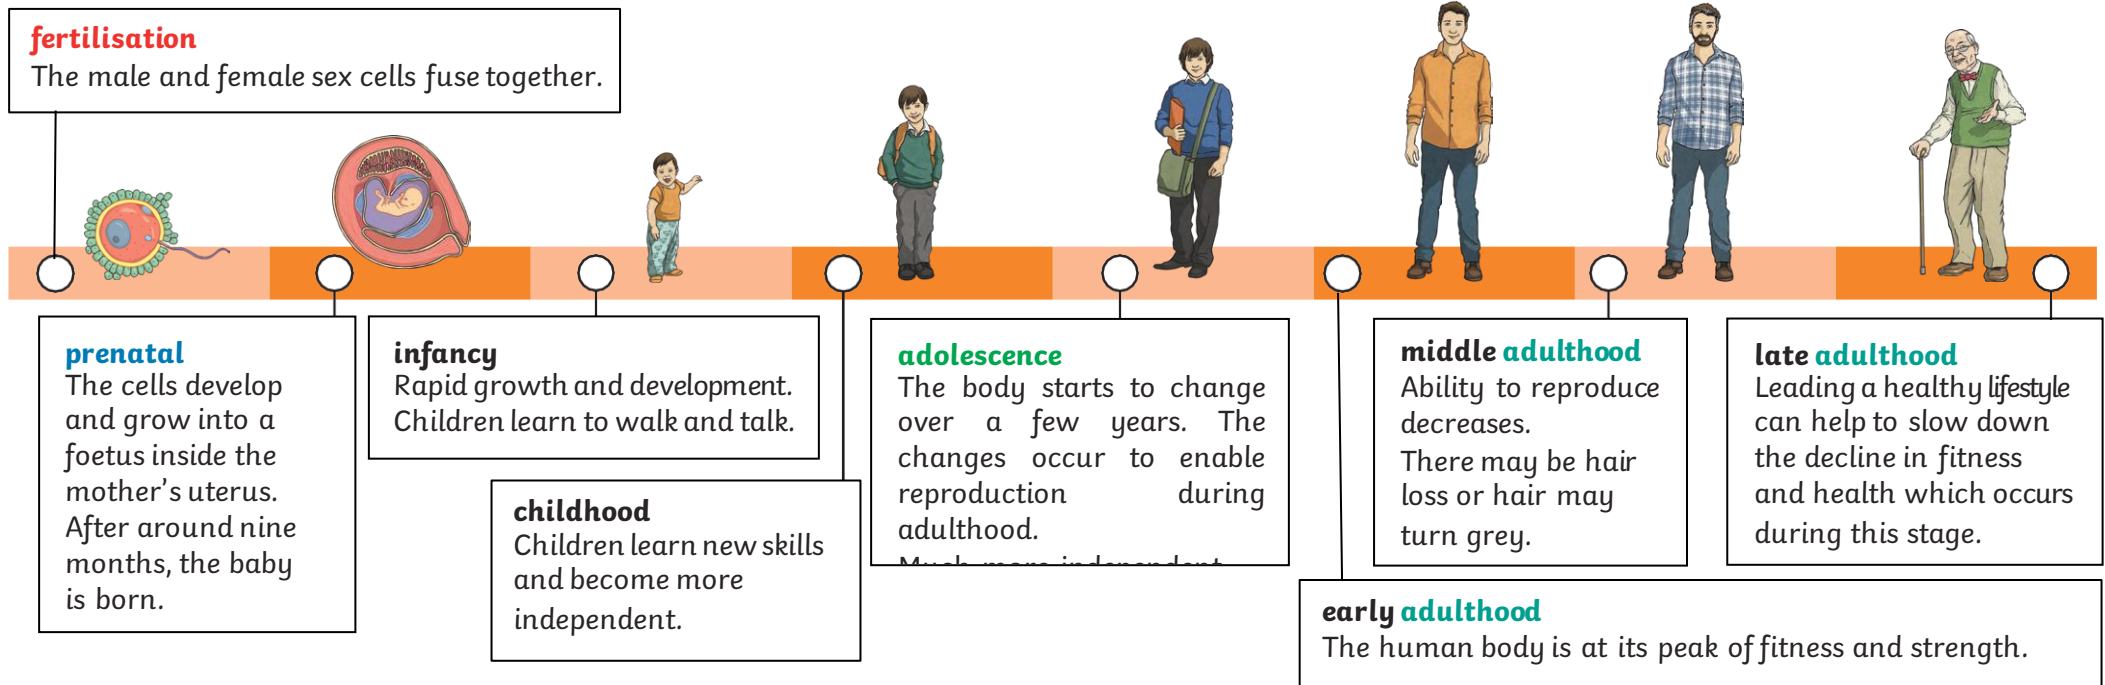 fertilisation
The male and female sex cells fuse together.
prenatal
The cells develop
and grow into a
foetus inside the
mother's uterus.
After around nine
months, the baby
is born.
infancy
Rapid growth and development.
Children learn to walk and talk.
childhood
Children learn new skills
and become more
independent.
adolescence
The body starts to change
over a few years. The
changes occur to enable
reproduction during
adulthood.
Much more independent
early adulthood
The human body is at its peak of fitness and strength.
middle adulthood
Ability to reproduce
decreases.
There may be hair
loss or hair may
turn grey.
late adulthood
Leading a healthy lifestyle
can help to slow down
the decline in fitness
and health which occurs
during this stage.